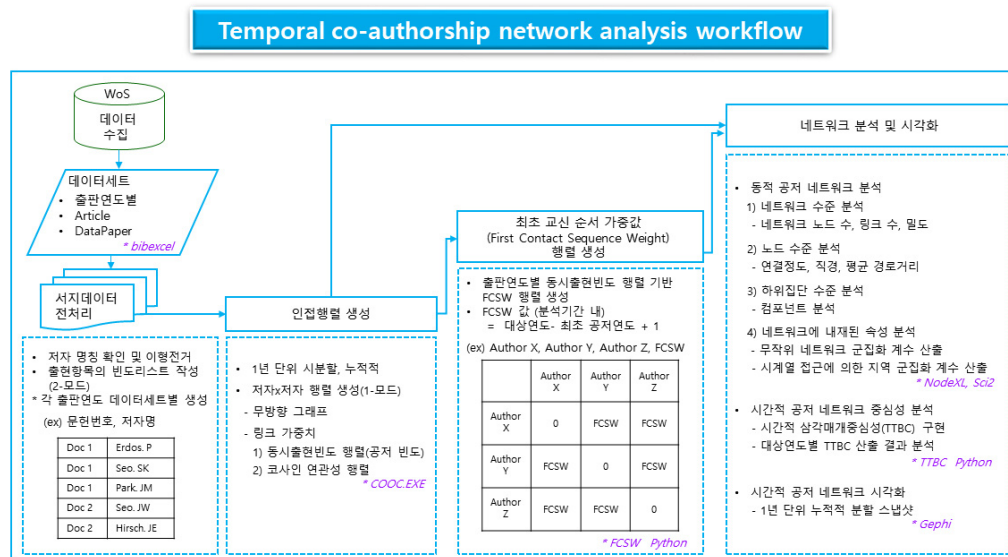 Temporal co-authorship network analysis workflow
WoS
데이터
수집
데이터세트
• 출판연도별
• Article
• DataPaper
* bibexcel
서지데이터
전처리
• 저자 명칭 확인 및 이형전거
• 출현항목의 빈도리스트 작성
(2-모드)
* 각 출판연도 데이터세트별 생성
(ex) 문헌번호, 저자명
Doc 1 Erdos. P
Doc 1 Seo. SK
Doc 1 Park. JM
Doc 2 Seo. JW
Doc 2 Hirsch. JE
인접행렬 생성
• 1년 단위 시분할, 누적적
• 저자x저자 행렬 생성(1-모드)
- 무방향 그래프
- 링크 가중치
1) 동시출현빈도 행렬(공저 빈도)
2) 코사인 연관성 행렬
* COOC.EXE
최초 교신 순서 가중값
(First Contact Sequence Weight)
행렬 생성
• 출판연도별 동시출현빈도 행렬 기반
FCSW 행렬 생성
• FCSW 값 (분석기간 내)
= 대상연도- 최초 공저연도 + 1
(ex) Author X, Author Y, Author Z, FCSW
Author X Author Y Author Z
Author X 0 FCSW FCSW
Author Y FCSW 0 FCSW
Author Z FCSW FCSW 0
* FCSW Python
네트워크 분석 및 시각화
• 동적 공저 네트워크 분석
1) 네트워크 수준 분석
- 네트워크 노드 수, 링크 수, 밀도
2) 노드 수준 분석
- 연결정도, 직경, 평균 경로거리
3) 하위집단 수준 분석
- 컴포넌트 분석
4) 네트워크에 내재된 속성 분석
- 무작위 네트워크 군집화 계수 산출
- 시계열 접근에 의한 지역 군집화 계수 산출
* NodeXL, Sci2
• 시간적 공저 네트워크 중심성 분석
- 시간적 삼각매개중심성(TTBC) 구현
- 대상연도별 TTBC 산출 결과 분석
* TTBC Python
• 시간적 공저 네트워크 시각화
- 1년 단위 누적적 분할 스냅샷
* Gephi